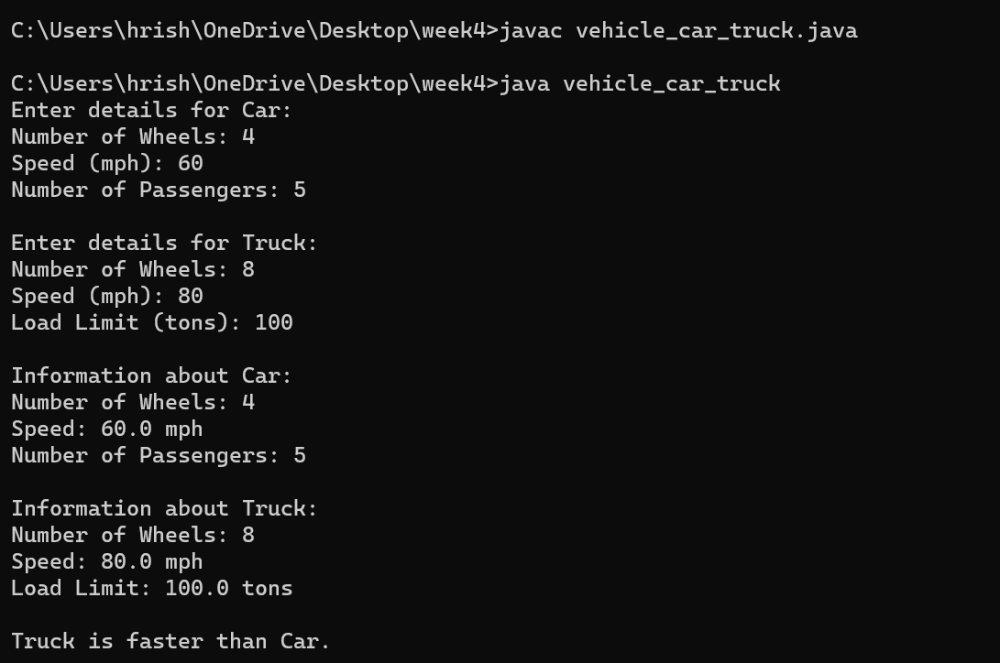 C:\Users\hrish\OneDrive\Desktop\week4>javac vehicle_car_truck.java
C:\Users\hrish\OneDrive\Desktop\week4>java vehicle_car_truck
Enter details for Car:
Number of Wheels: 4
Speed (mph): 60
Number of Passengers: 5
Enter details for Truck:
Number of Wheels: 8
Speed (mph): 80
Load Limit (tons): 100
Information about Car:
Number of Wheels: 4
Speed: 60.0 mph
Number of Passengers: 5
Information about Truck:
Number of Wheels: 8
Speed: 80.0 mph
Load Limit: 100.0 tons
Truck is faster than Car.